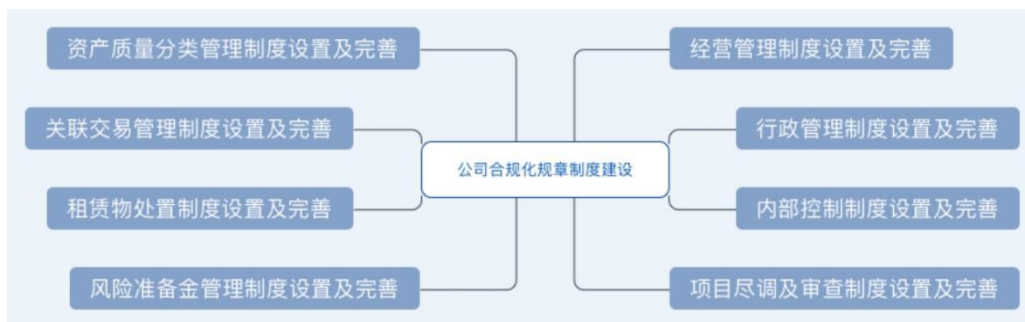 资产质量分类管理制度设置及完善
经营管理制度设置及完善
关联交易管理制度设置及完善
行政管理制度设置及完善
公司合规化规章制度建设
租赁物处置制度设置及完善
内部控制制度设置及完善
风险准备金管理制度设置及完善
项目尽调及审查制度设置及完善